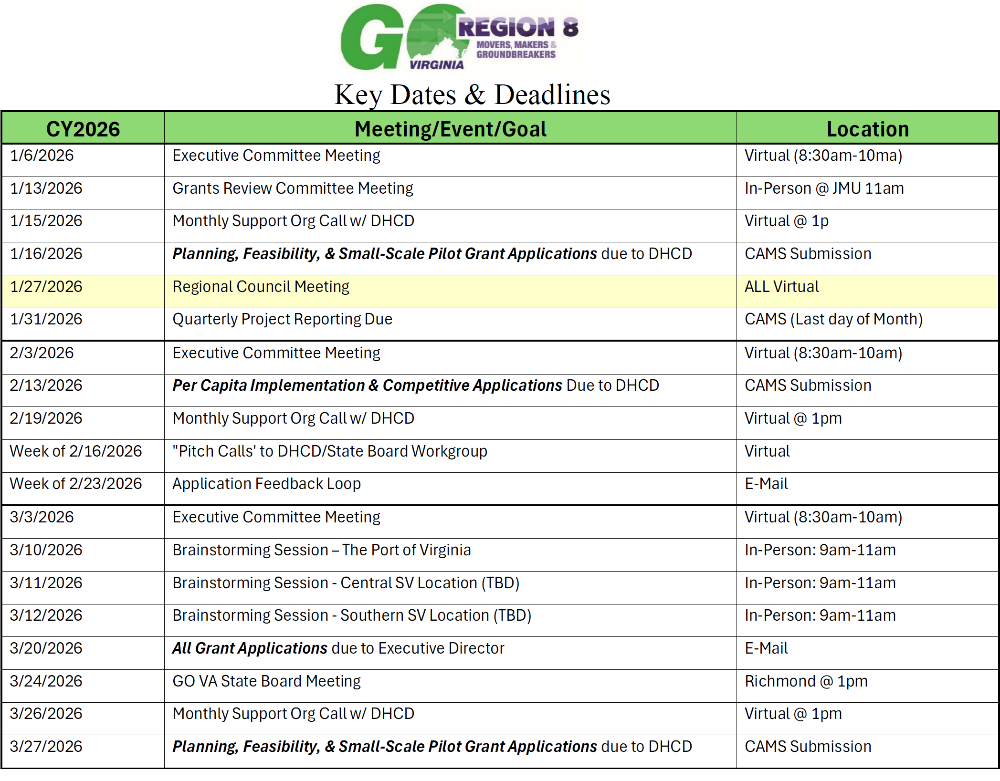 GO REGION 8
MOVERS, MAKERS &
GROUNDBREAKERS
VIRGINIA
Key Dates & Deadlines
CY2026 Meeting/Event/Goal Location
1/6/2026 Executive Committee Meeting Virtual (8:30am-10ma)
1/13/2026 Grants Review Committee Meeting In-Person @ JMU 11am
1/15/2026 Monthly Support Org Call w/ DHCD Virtual @ 1p
1/16/2026 Planning, Feasibility, & Small-Scale Pilot Grant Applications due to DHCD CAMS Submission
1/27/2026 Regional Council Meeting ALL Virtual
1/31/2026 Quarterly Project Reporting Due CAMS (Last day of Month)
2/3/2026 Executive Committee Meeting Virtual (8:30am-10am)
2/13/2026 Per Capita Implementation & Competitive Applications Due to DHCD CAMS Submission
2/19/2026 Monthly Support Org Call w/ DHCD Virtual @ 1pm
Week of 2/16/2026 "Pitch Calls' to DHCD/State Board Workgroup Virtual
Week of 2/23/2026 Application Feedback Loop E-Mail
3/3/2026 Executive Committee Meeting Virtual (8:30am-10am)
3/10/2026 Brainstorming Session – The Port of Virginia In-Person: 9am-11am
3/11/2026 Brainstorming Session - Central SV Location (TBD) In-Person: 9am-11am
3/12/2026 Brainstorming Session - Southern SV Location (TBD) In-Person: 9am-11am
3/20/2026 All Grant Applications due to Executive Director E-Mail
3/24/2026 GO VA State Board Meeting Richmond @ 1pm
3/26/2026 Monthly Support Org Call w/ DHCD Virtual @ 1pm
3/27/2026 Planning, Feasibility, & Small-Scale Pilot Grant Applications due to DHCD CAMS Submission